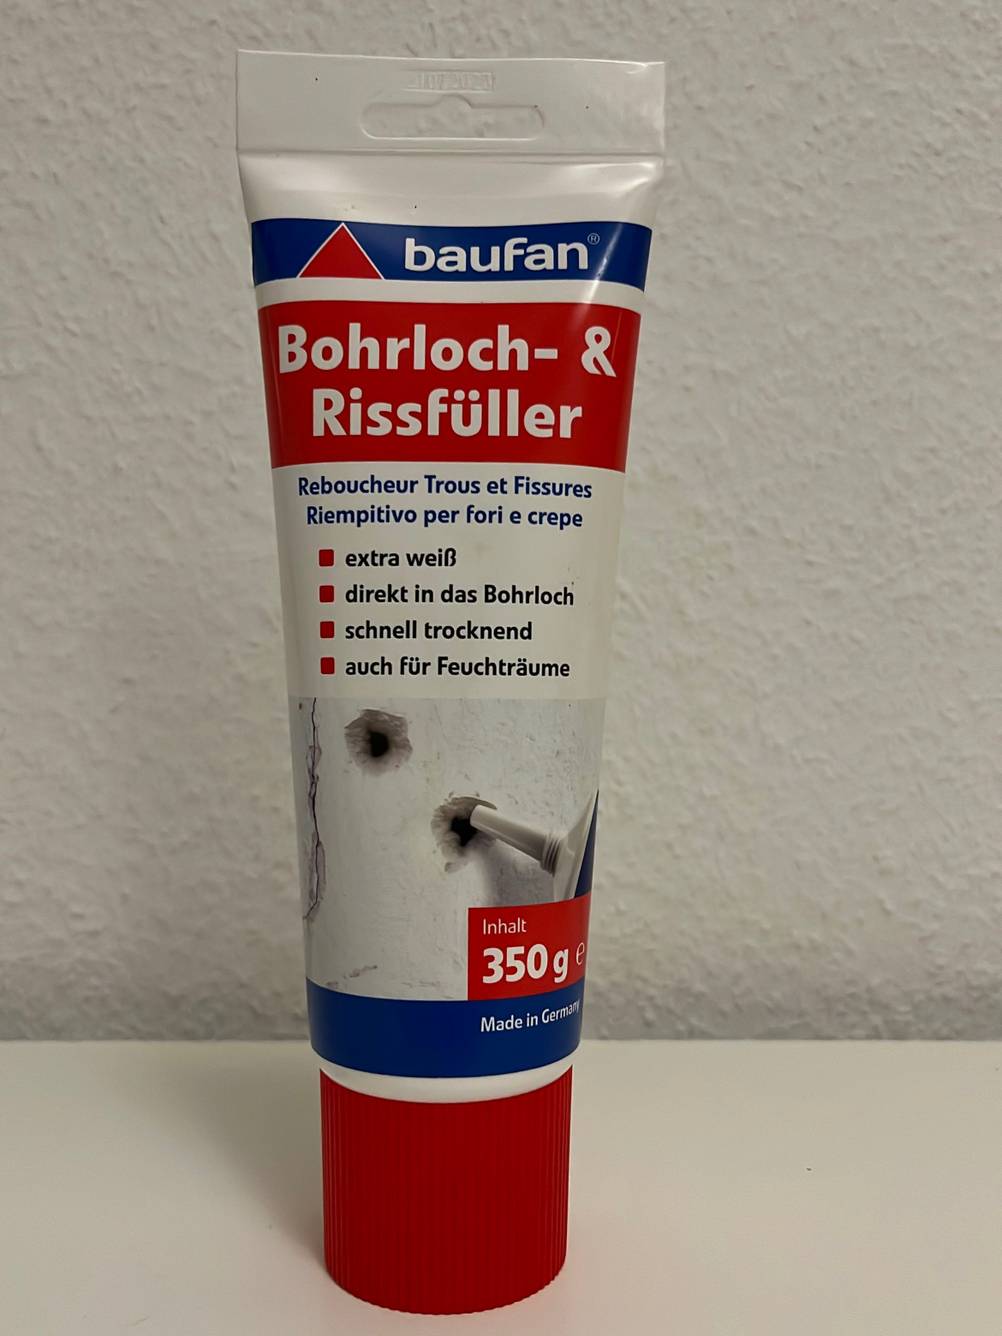 baufan®
Bohrloch- &
Rissfüller
Reboucheur Trous et Fissures
Riempitivo per fori e crepe
extra weiß
direkt in das Bohrloch
schnell trocknend
auch für Feuchträume
Inhalt
350 g ℮
Made in Germany